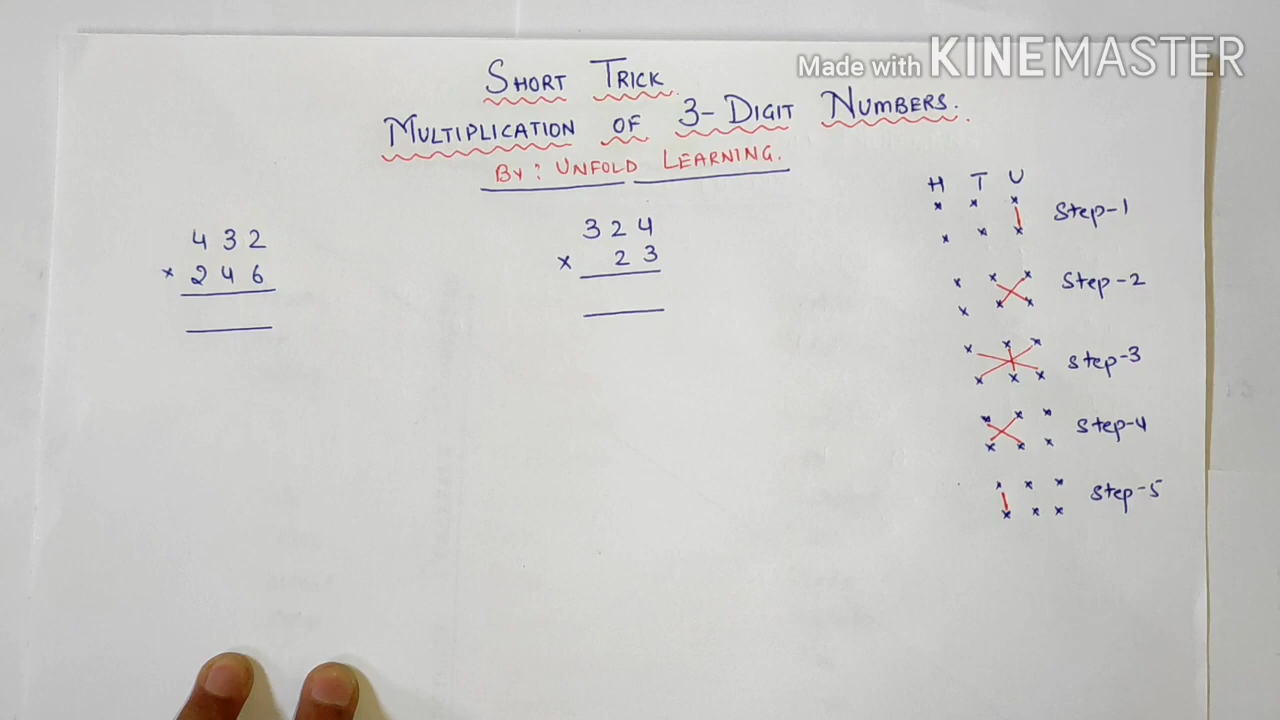 Made with KINEMASTER
SHORT TRICK
MULTIPLICATION OF 3-DIGIT NUMBERS.
BY: UNFOLD LEARNING.
432
× 246
324
× 23
H T U
Step-1
Step-2
Step-3
Step-4
Step-5